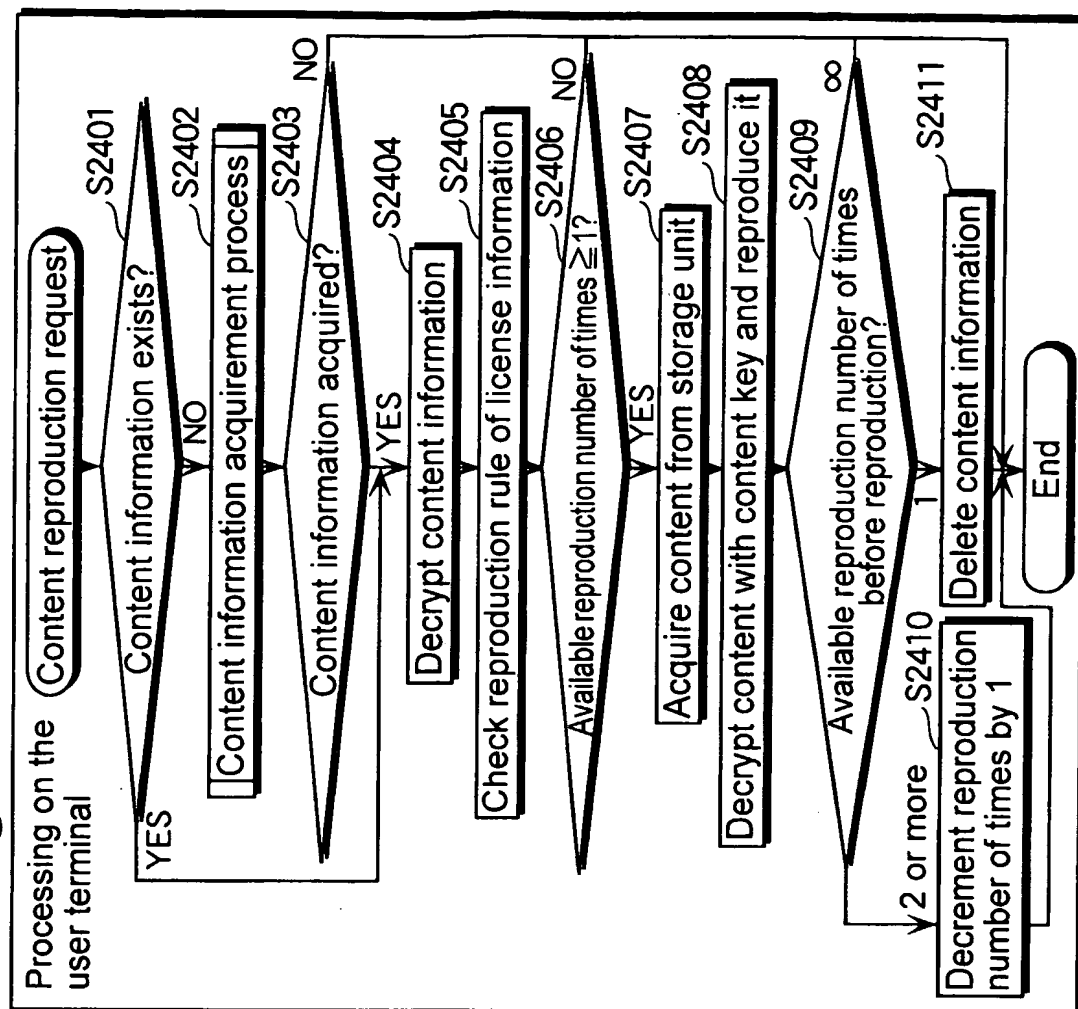 Processing on the
user terminal
Content reproduction request
S2401
Content information exists?
YES
NO
S2402
Content information acquirement process
S2403
Content information acquired?
NO
YES
S2404
Decrypt content information
S2405
Check reproduction rule of license information
S2406
Available reproduction number of times ≧1?
NO
YES
S2407
Acquire content from storage unit
S2408
Decrypt content with content key and reproduce it
S2409
Available reproduction number of times
before reproduction?
∞
2 or more
1
S2410
Decrement reproduction
number of times by 1
S2411
Delete content information
End